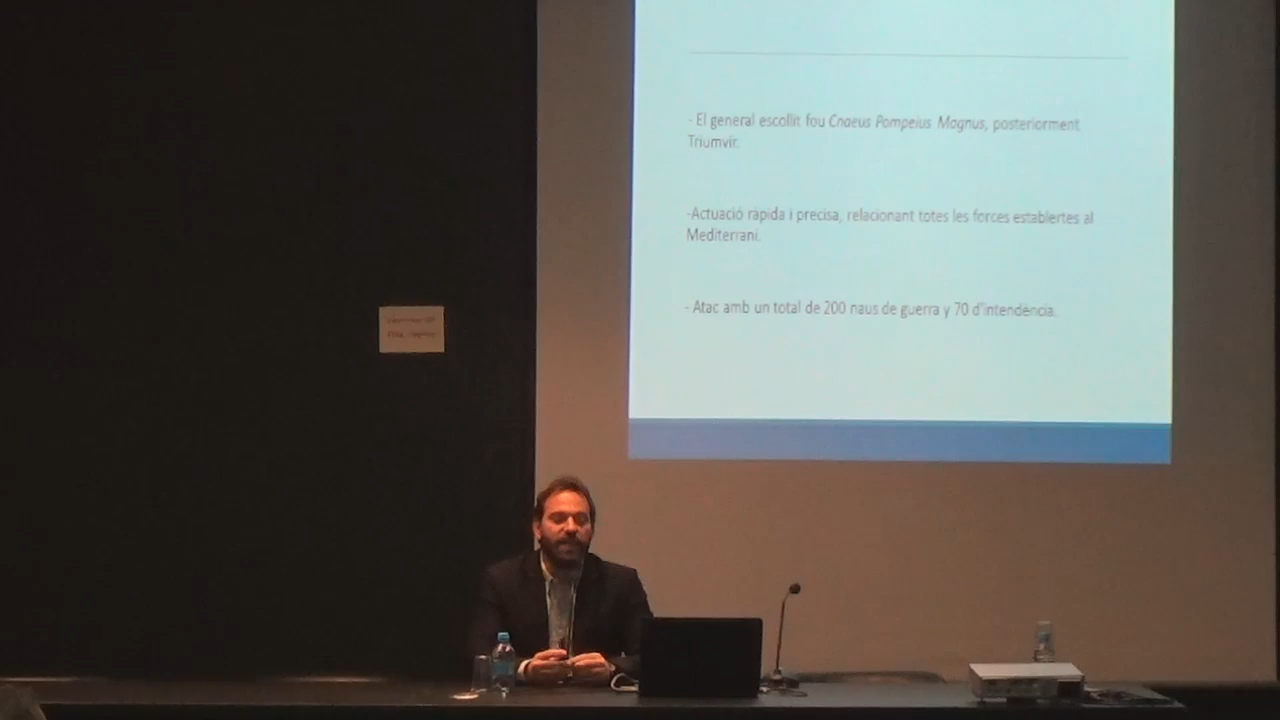 - El general escollit fou Cnaeus Pompeius Magnus, posteriorment
Triumvir.
-Actuació ràpida i precisa, relacionant totes les forces establertes al
Mediterrani.
- Atac amb un total de 200 naus de guerra y 70 d'intendència.